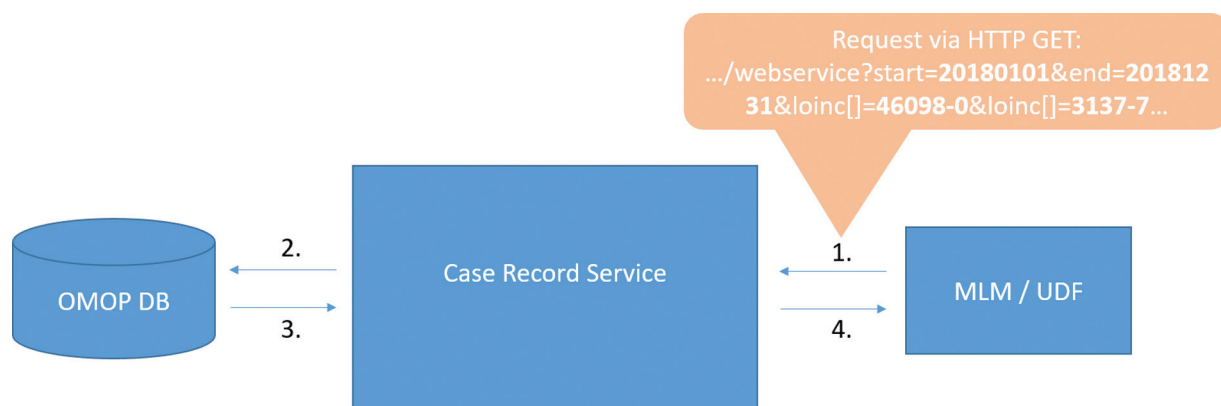 Request via HTTP GET:
…/webservice?start=20180101&end=201812
31&loinc[]=46098-0&loinc[]=3137-7…
2.
1.
OMOP DB
Case Record Service
MLM / UDF
3.
4.